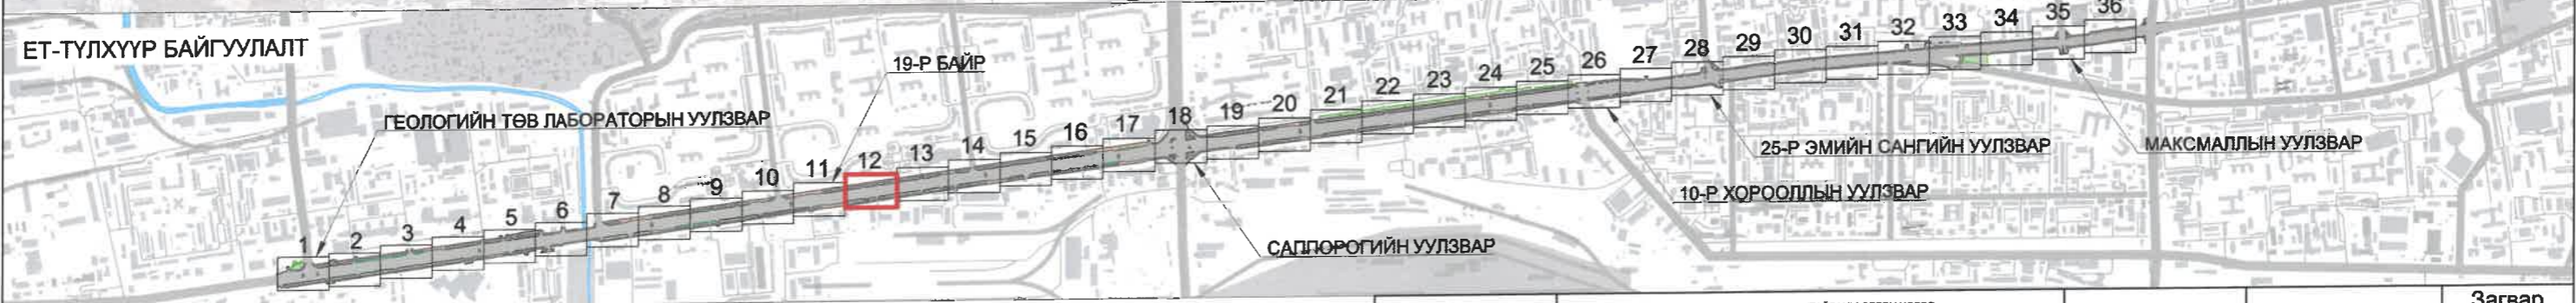 ЕТ-ТҮЛХҮҮР БАЙГУУЛАЛТ
19-Р БАЙР
ГЕОЛОГИЙН ТӨВ ЛАБОРАТОРЫН УУЛЗВАР
1 2 3 4 5 6 7 8 9 10 11 12 13 14 15 16 17 18 19 20 21 22 23 24 25 26 27 28 29 30 31 32 33 34 35 36
25-Р ЭМИЙН САНГИЙН УУЛЗВАР
МАКСМАЛЛЫН УУЛЗВАР
10-Р ХОРООЛЛЫН УУЛЗВАР
САППОРОГИЙН УУЛЗВАР
Загвар